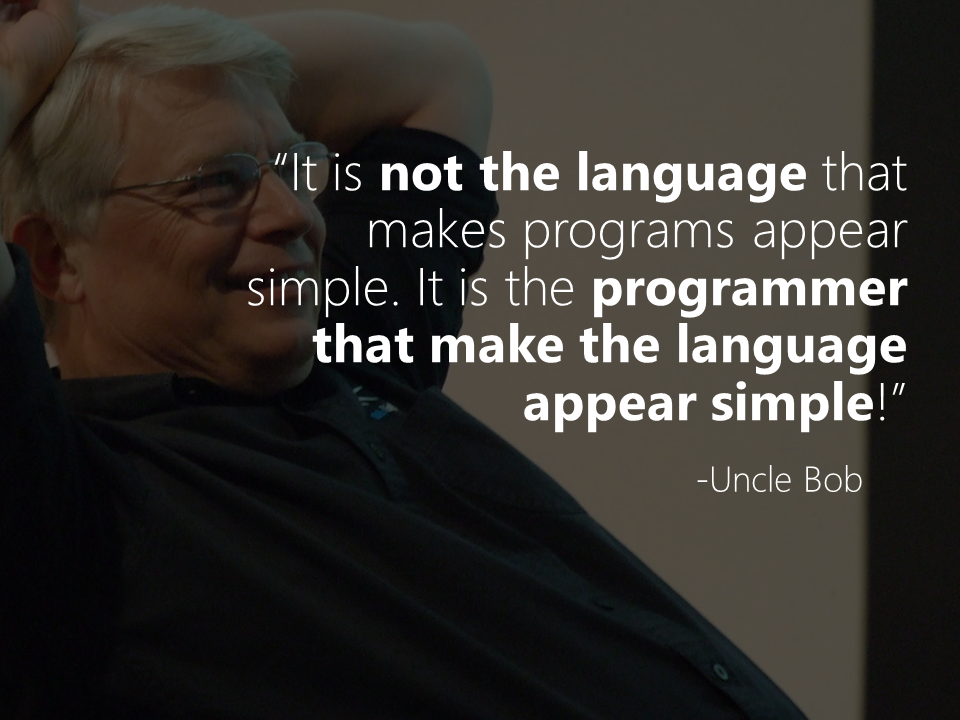 “It is not the language that
makes programs appear
simple. It is the programmer
that make the language
appear simple!”
-Uncle Bob